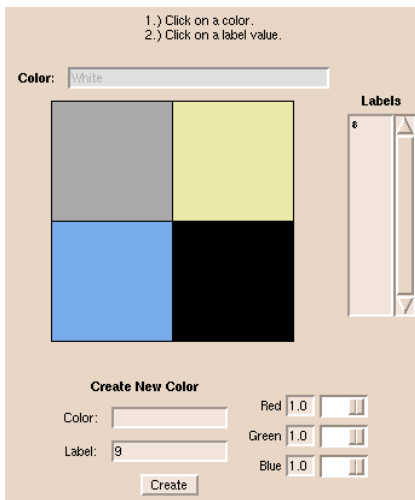 1.) Click on a color.
2.) Click on a label value.
Color: White
Labels
8
Create New Color
Color:
Label: 9
Create
Red 1.0
Green 1.0
Blue 1.0